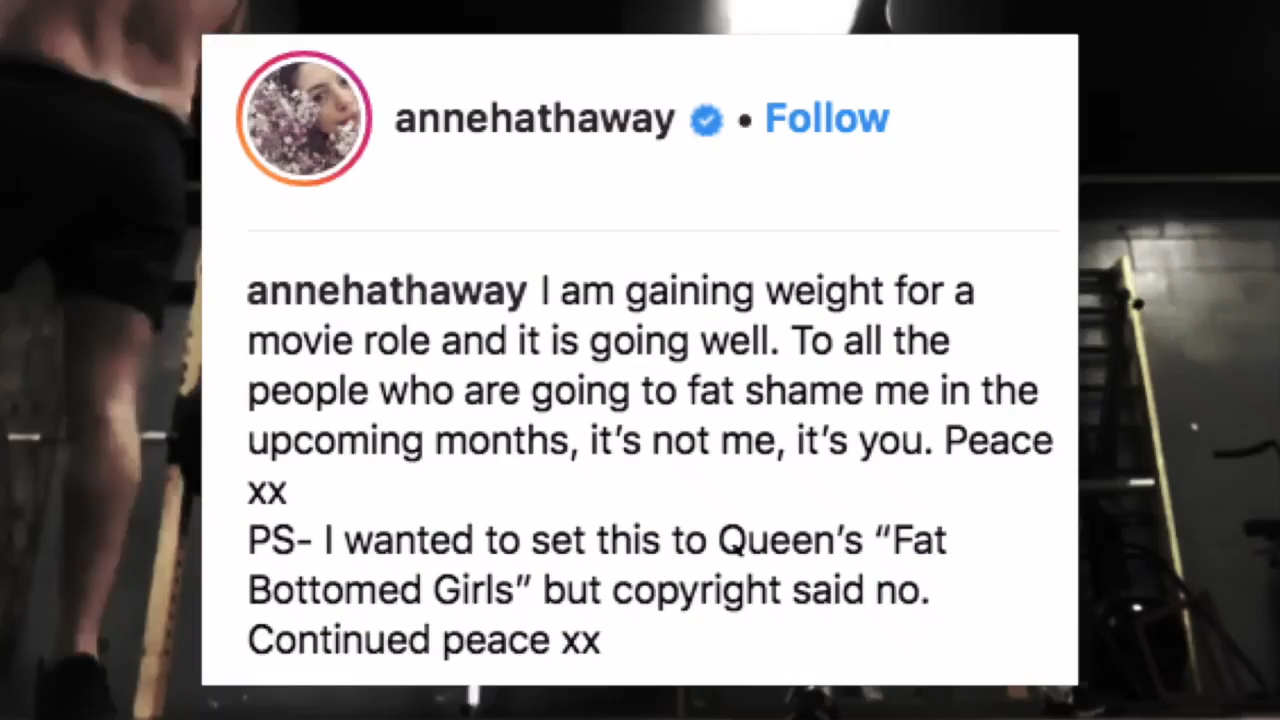 annehathaway • Follow
annehathaway I am gaining weight for a
movie role and it is going well. To all the
people who are going to fat shame me in the
upcoming months, it’s not me, it’s you. Peace
xx
PS- I wanted to set this to Queen’s “Fat
Bottomed Girls” but copyright said no.
Continued peace xx